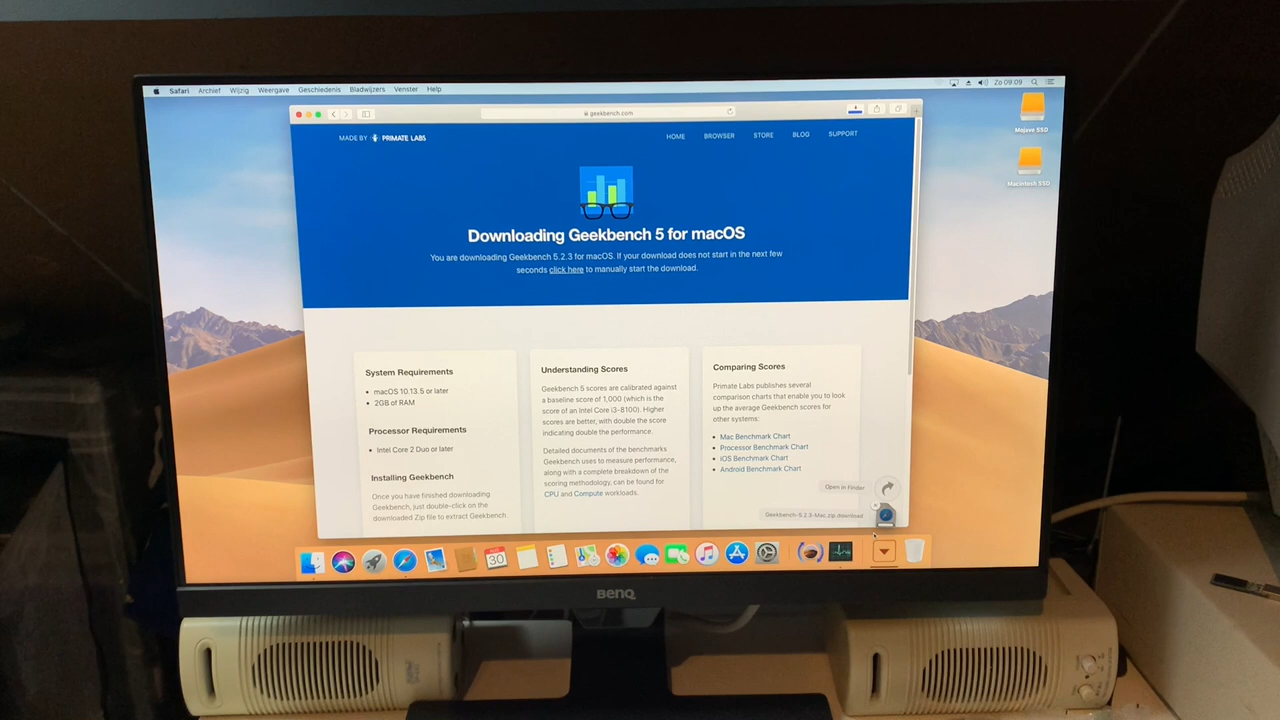 Safari Archief Wijzig Weergave Geschiedenis Bladwijzers Venster Help
Zo 09:09
geekbench.com
Mojave SSD
Macintosh SSD
MADE BY PRIMATE LABS
HOME BROWSER STORE BLOG SUPPORT
Downloading Geekbench 5 for macOS
You are downloading Geekbench 5.2.3 for macOS. If your download does not start in the next few
seconds click here to manually start the download.
System Requirements
• macOS 10.13.5 or later
• 2GB of RAM
Processor Requirements
• Intel Core 2 Duo or later
Installing Geekbench
Once you have finished downloading
Geekbench, just double-click on the
downloaded Zip file to extract Geekbench
Understanding Scores
Geekbench 5 scores are calibrated against
a baseline score of 1,000 (which is the
score of an Intel Core i3-8100). Higher
scores are better, with double the score
indicating double the performance.
Detailed documents of the benchmarks
Geekbench uses to measure performance,
along with a complete breakdown of the
scoring methodology, can be found for
CPU and Compute workloads.
Comparing Scores
Primate Labs publishes several
comparison charts that enable you to look
up the average Geekbench scores for
other systems:
• Mac Benchmark Chart
• Processor Benchmark Chart
• iOS Benchmark Chart
• Android Benchmark Chart
Open in Finder
Geekbench-5.2.3-Mac.zip.download
30
BenQ